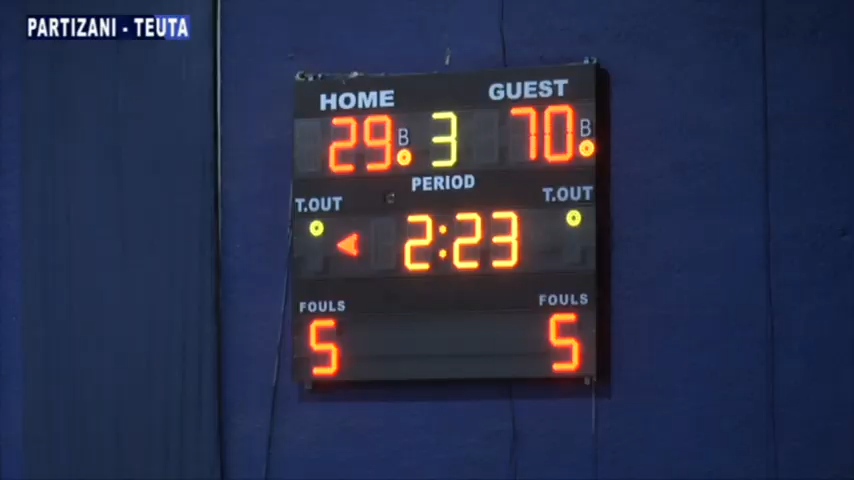 PARTIZANI - TEUTA
HOME GUEST
29 B 3 70 B
PERIOD
T.OUT T.OUT
2:23
FOULS FOULS
5 5